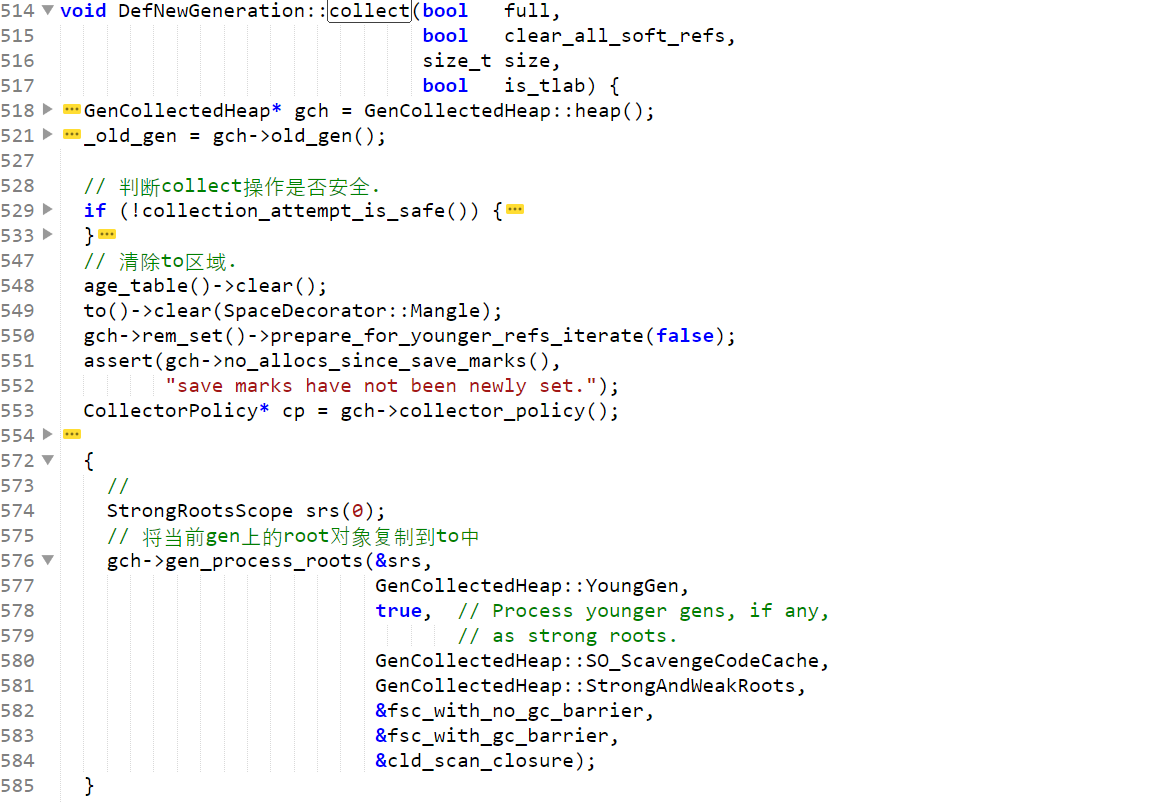 514 void DefNewGeneration::collect(bool   full,
515                                bool   clear_all_soft_refs,
516                                size_t size,
517                                bool   is_tlab) {
518 GenCollectedHeap* gch = GenCollectedHeap::heap();
521 _old_gen = gch->old_gen();
527
528 // 判断collect操作是否安全.
529 if (!collection_attempt_is_safe()) {
533 }
547 // 清除to区域.
548 age_table()->clear();
549 to()->clear(SpaceDecorator::Mangle);
550 gch->rem_set()->prepare_for_younger_refs_iterate(false);
551 assert(gch->no_allocs_since_save_marks(),
552        "save marks have not been newly set.");
553 CollectorPolicy* cp = gch->collector_policy();
554
572 {
573   //
574   StrongRootsScope srs(0);
575   // 将当前gen上的root对象复制到to中
576   gch->gen_process_roots(&srs,
577                          GenCollectedHeap::YoungGen,
578                          true,  // Process younger gens, if any,
579                                 // as strong roots.
580                          GenCollectedHeap::SO_ScavengeCodeCache,
581                          GenCollectedHeap::StrongAndWeakRoots,
582                          &fsc_with_no_gc_barrier,
583                          &fsc_with_gc_barrier,
584                          &cld_scan_closure);
585 }